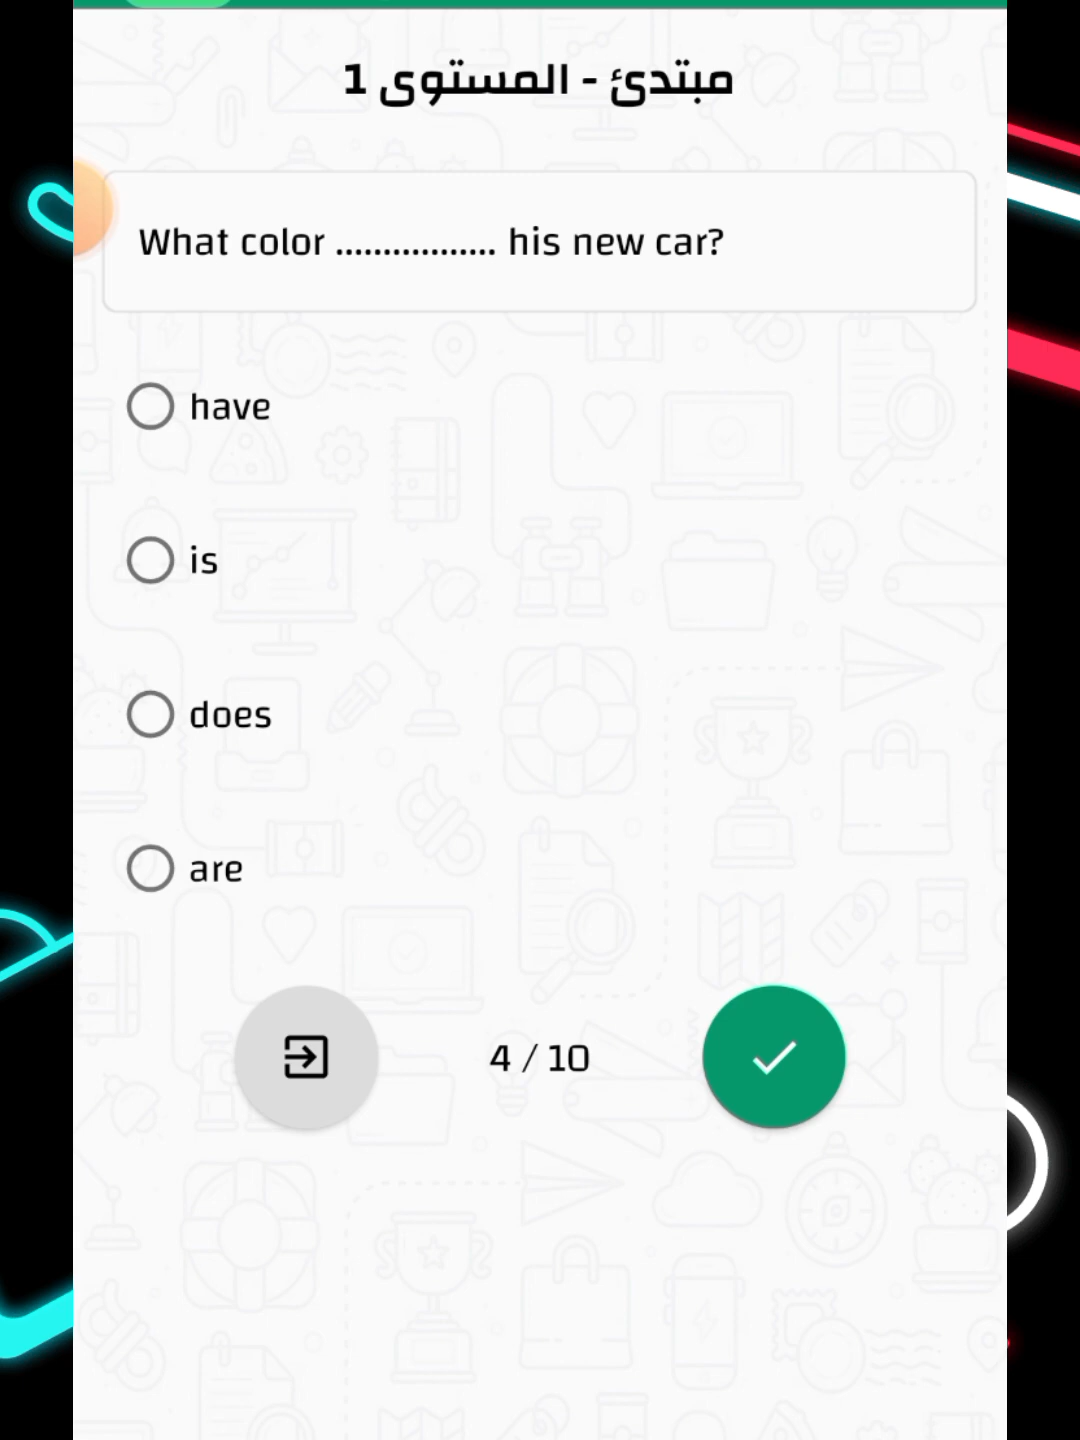 مبتدئ - المستوى 1
What color ................. his new car?
have
is
does
are
4 / 10